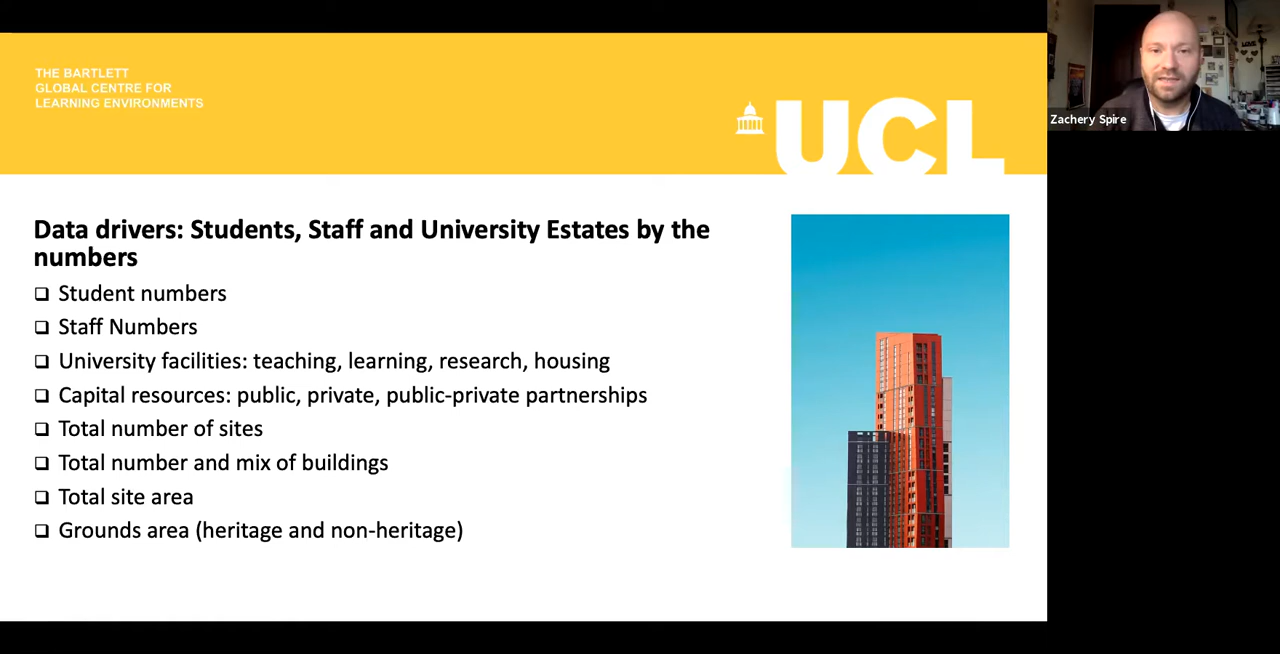 THE BARTLETT
GLOBAL CENTRE FOR
LEARNING ENVIRONMENTS
UCL
Zachery Spire
Data drivers: Students, Staff and University Estates by the
numbers
Student numbers
Staff Numbers
University facilities: teaching, learning, research, housing
Capital resources: public, private, public-private partnerships
Total number of sites
Total number and mix of buildings
Total site area
Grounds area (heritage and non-heritage)